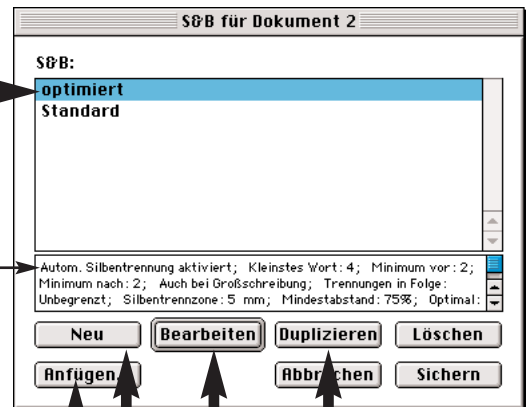 S&B für Dokument 2
S&B:
optimiert
Standard
Autom. Silbentrennung aktiviert; Kleinstes Wort: 4; Minimum vor: 2;
Minimum nach: 2; Auch bei Großschreibung; Trennungen in Folge:
Unbegrenzt; Silbentrennzone: 5 mm; Mindestabstand: 75%; Optimal:
Neu Bearbeiten Duplizieren Löschen
Anfügen Abbrechen Sichern